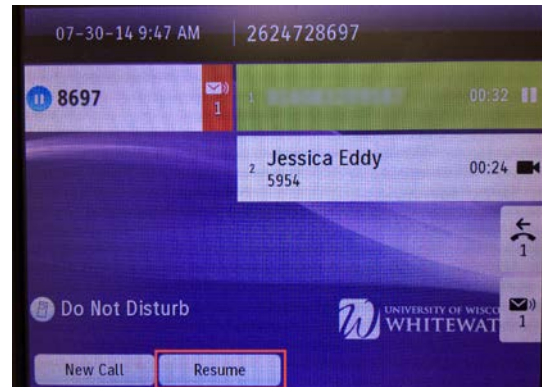 07-30-14 9:47 AM
2624728697
8697
1
1
00:32
2 Jessica Eddy
5954
00:24
1
Do Not Disturb
UNIVERSITY OF
WHITEWAT
1
New Call
Resume